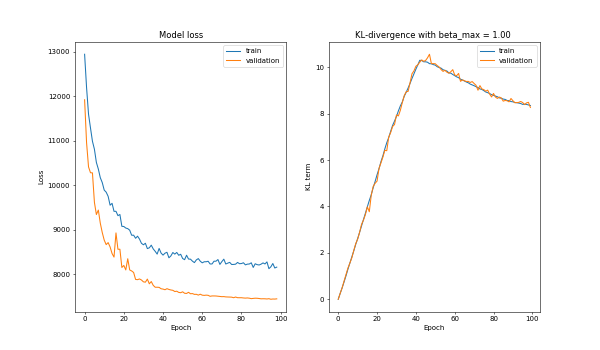 Model loss
13000
12000
11000
10000
9000
8000
0
20
40
60
80
100
Loss
Epoch
train
validation
KL-divergence with beta_max = 1.00
10
8
6
4
2
0
0
20
40
60
80
100
KL term
Epoch
train
validation